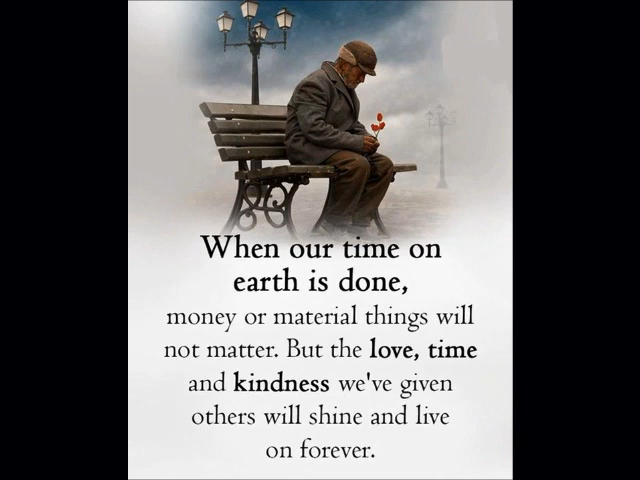 When our time on
earth is done,
money or material things will
not matter. But the love, time
and kindness we've given
others will shine and live
on forever.